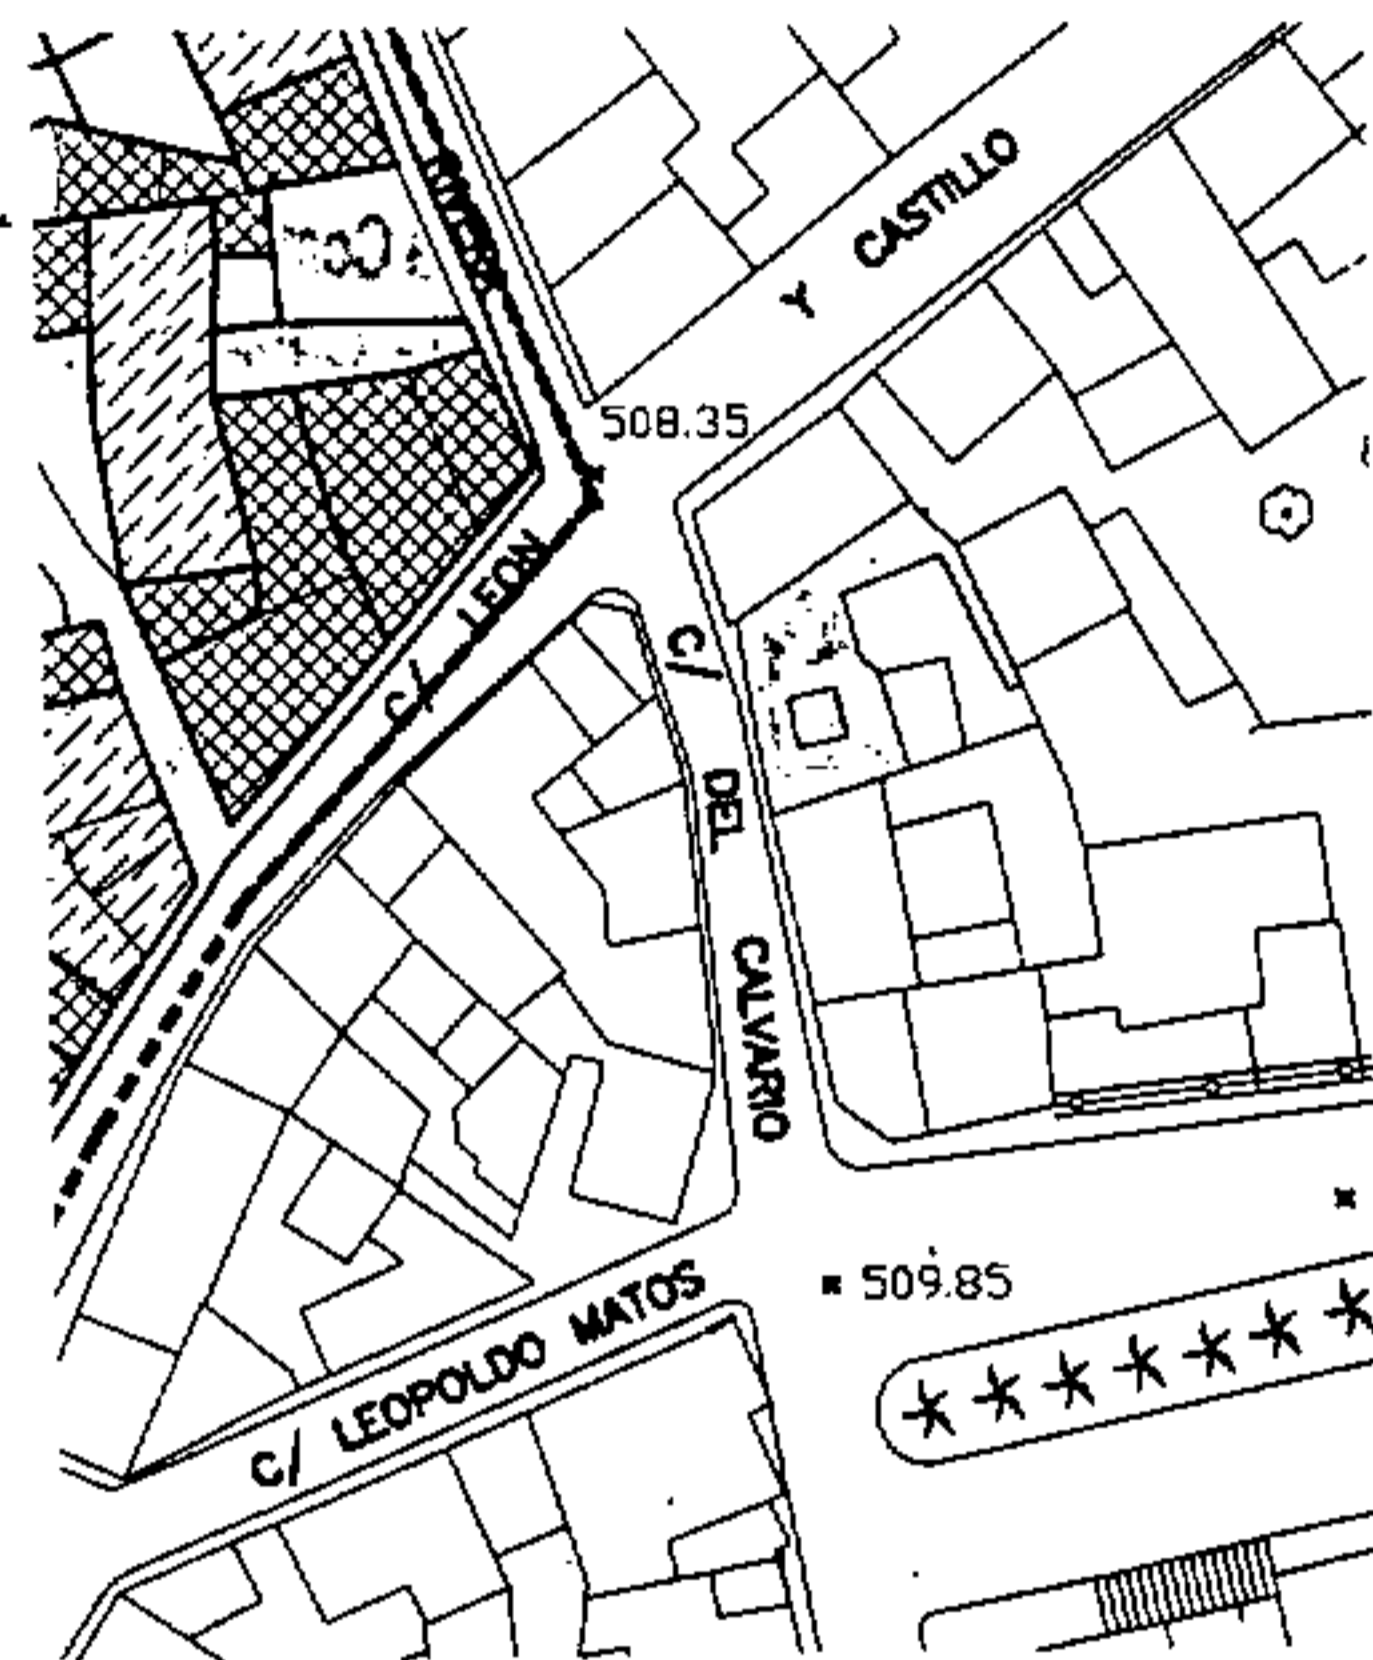 Y CASTILLO
508.35
C/ LEON
C/ DEL CALVARIO
509.85
C/ LEOPOLDO MATOS